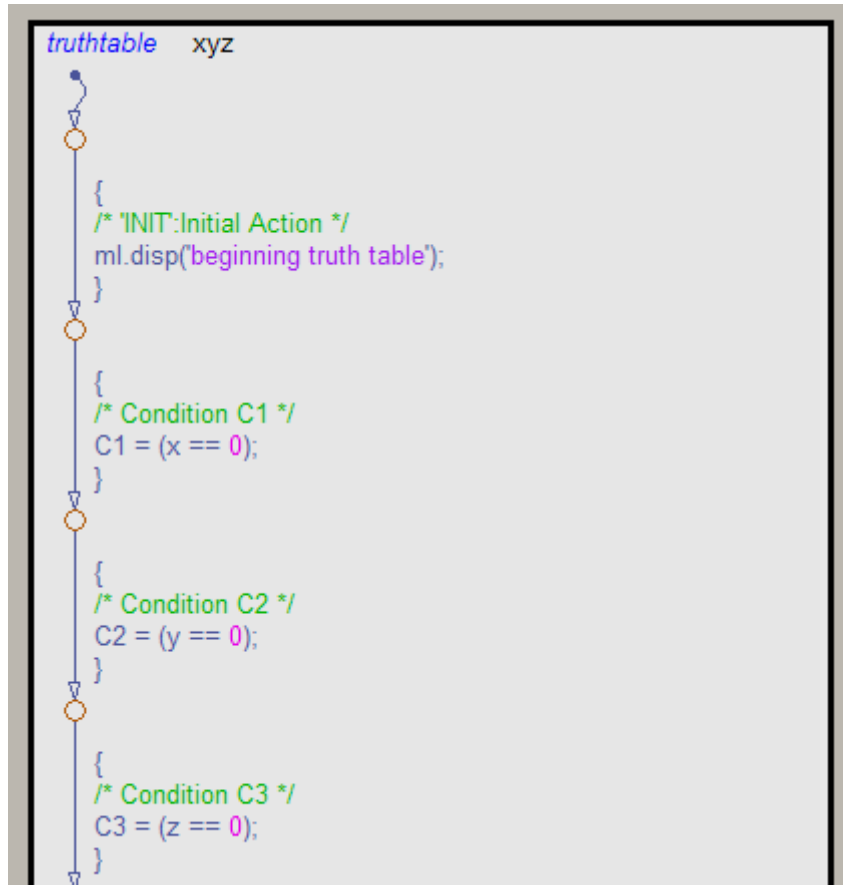 truthtable xyz
{
/* 'INIT':Initial Action */
ml.disp('beginning truth table');
}
{
/* Condition C1 */
C1 = (x == 0);
}
{
/* Condition C2 */
C2 = (y == 0);
}
{
/* Condition C3 */
C3 = (z == 0);
}